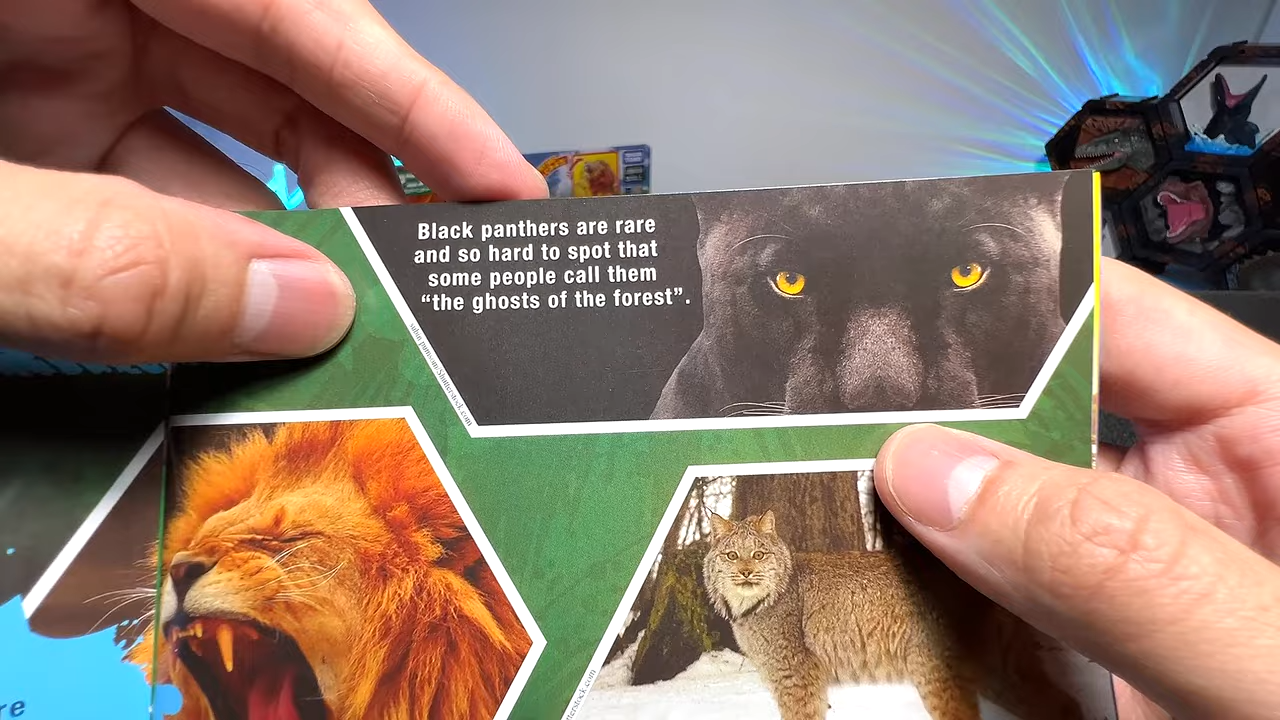 Black panthers are rare
and so hard to spot that
some people call them
“the ghosts of the forest”.
re